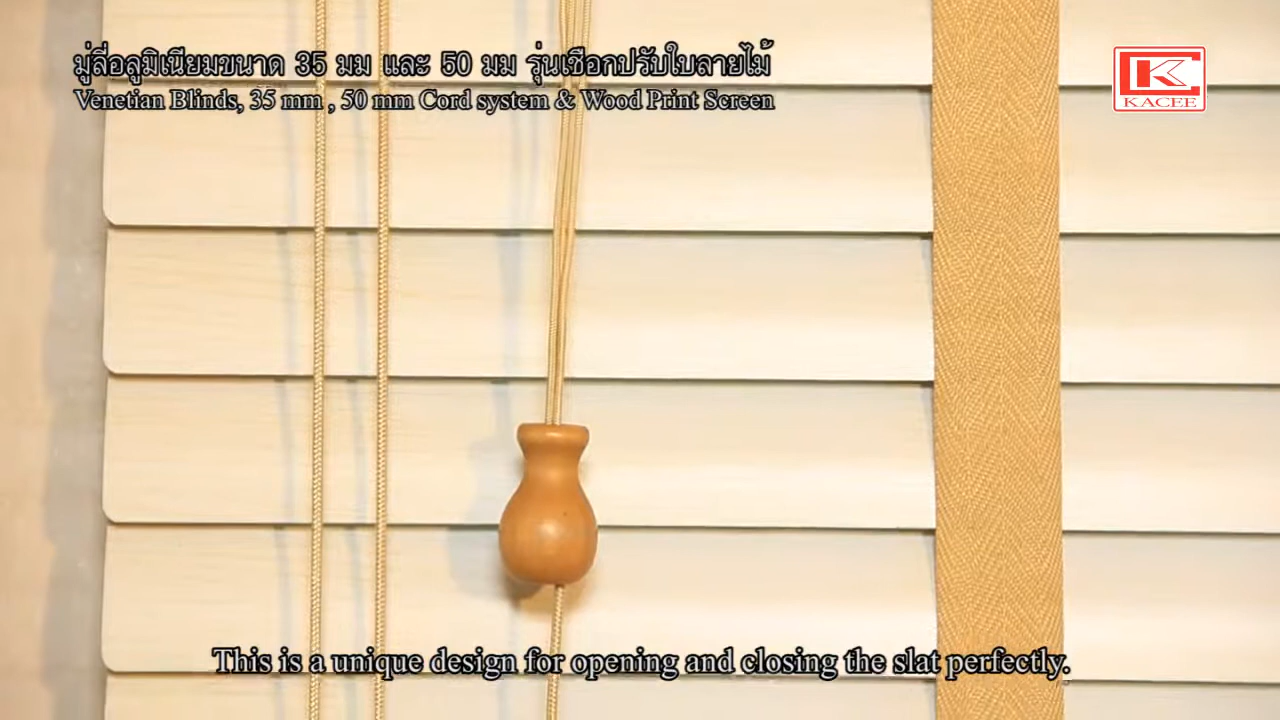 มู่ลี่อลูมิเนียมขนาด 35 มม และ 50 มม รุ่นเชือกปรับใบลายไม้
Venetian Blinds, 35 mm , 50 mm Cord system & Wood Print Screen
KACEE
This is a unique design for opening and closing the slat perfectly.